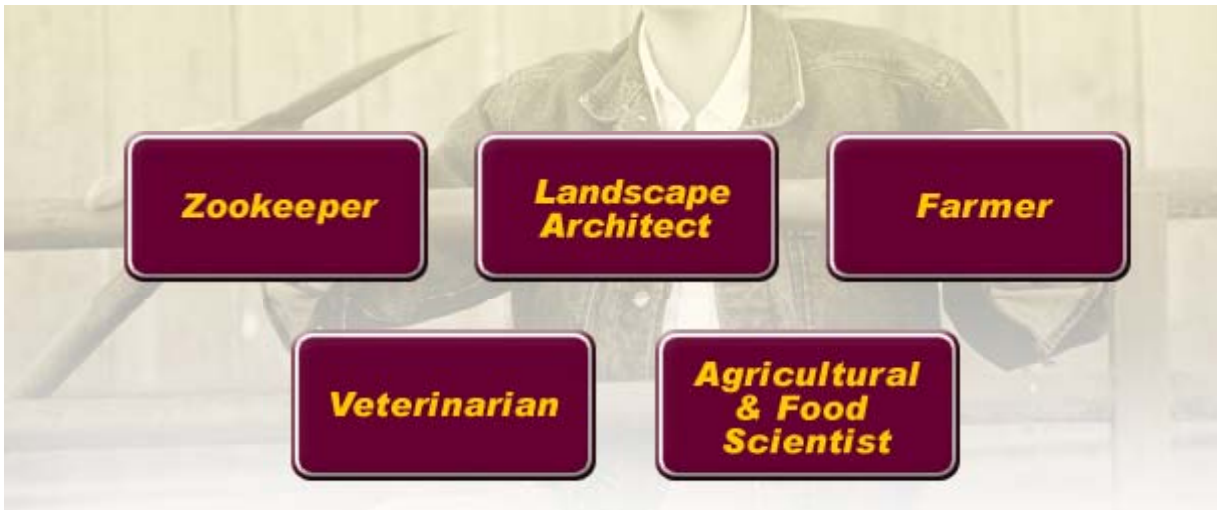 Zookeeper
Landscape
Architect
Farmer
Veterinarian
Agricultural
& Food
Scientist